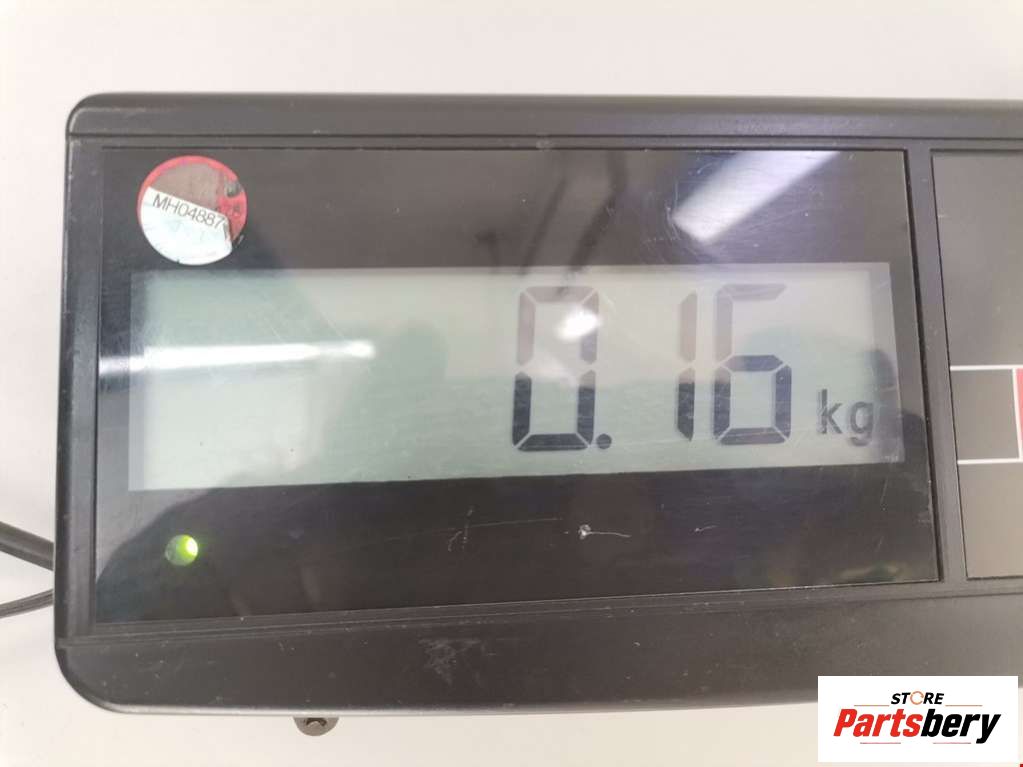 MH04887
0.16 kg
STORE
Partsbery